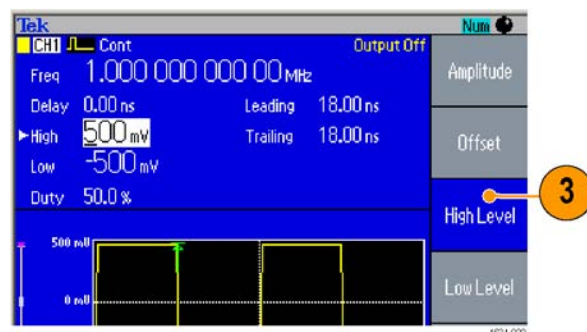 Tek
Num
CH1 Cont
Output Off
Freq 1.000 000 000 00 MHz
Delay 0.00 ns
Leading 18.00 ns
High 500 mV
Trailing 18.00 ns
Low -500 mV
Duty 50.0 %
500 mV
0 mV
Amplitude
Offset
High Level
Low Level
3